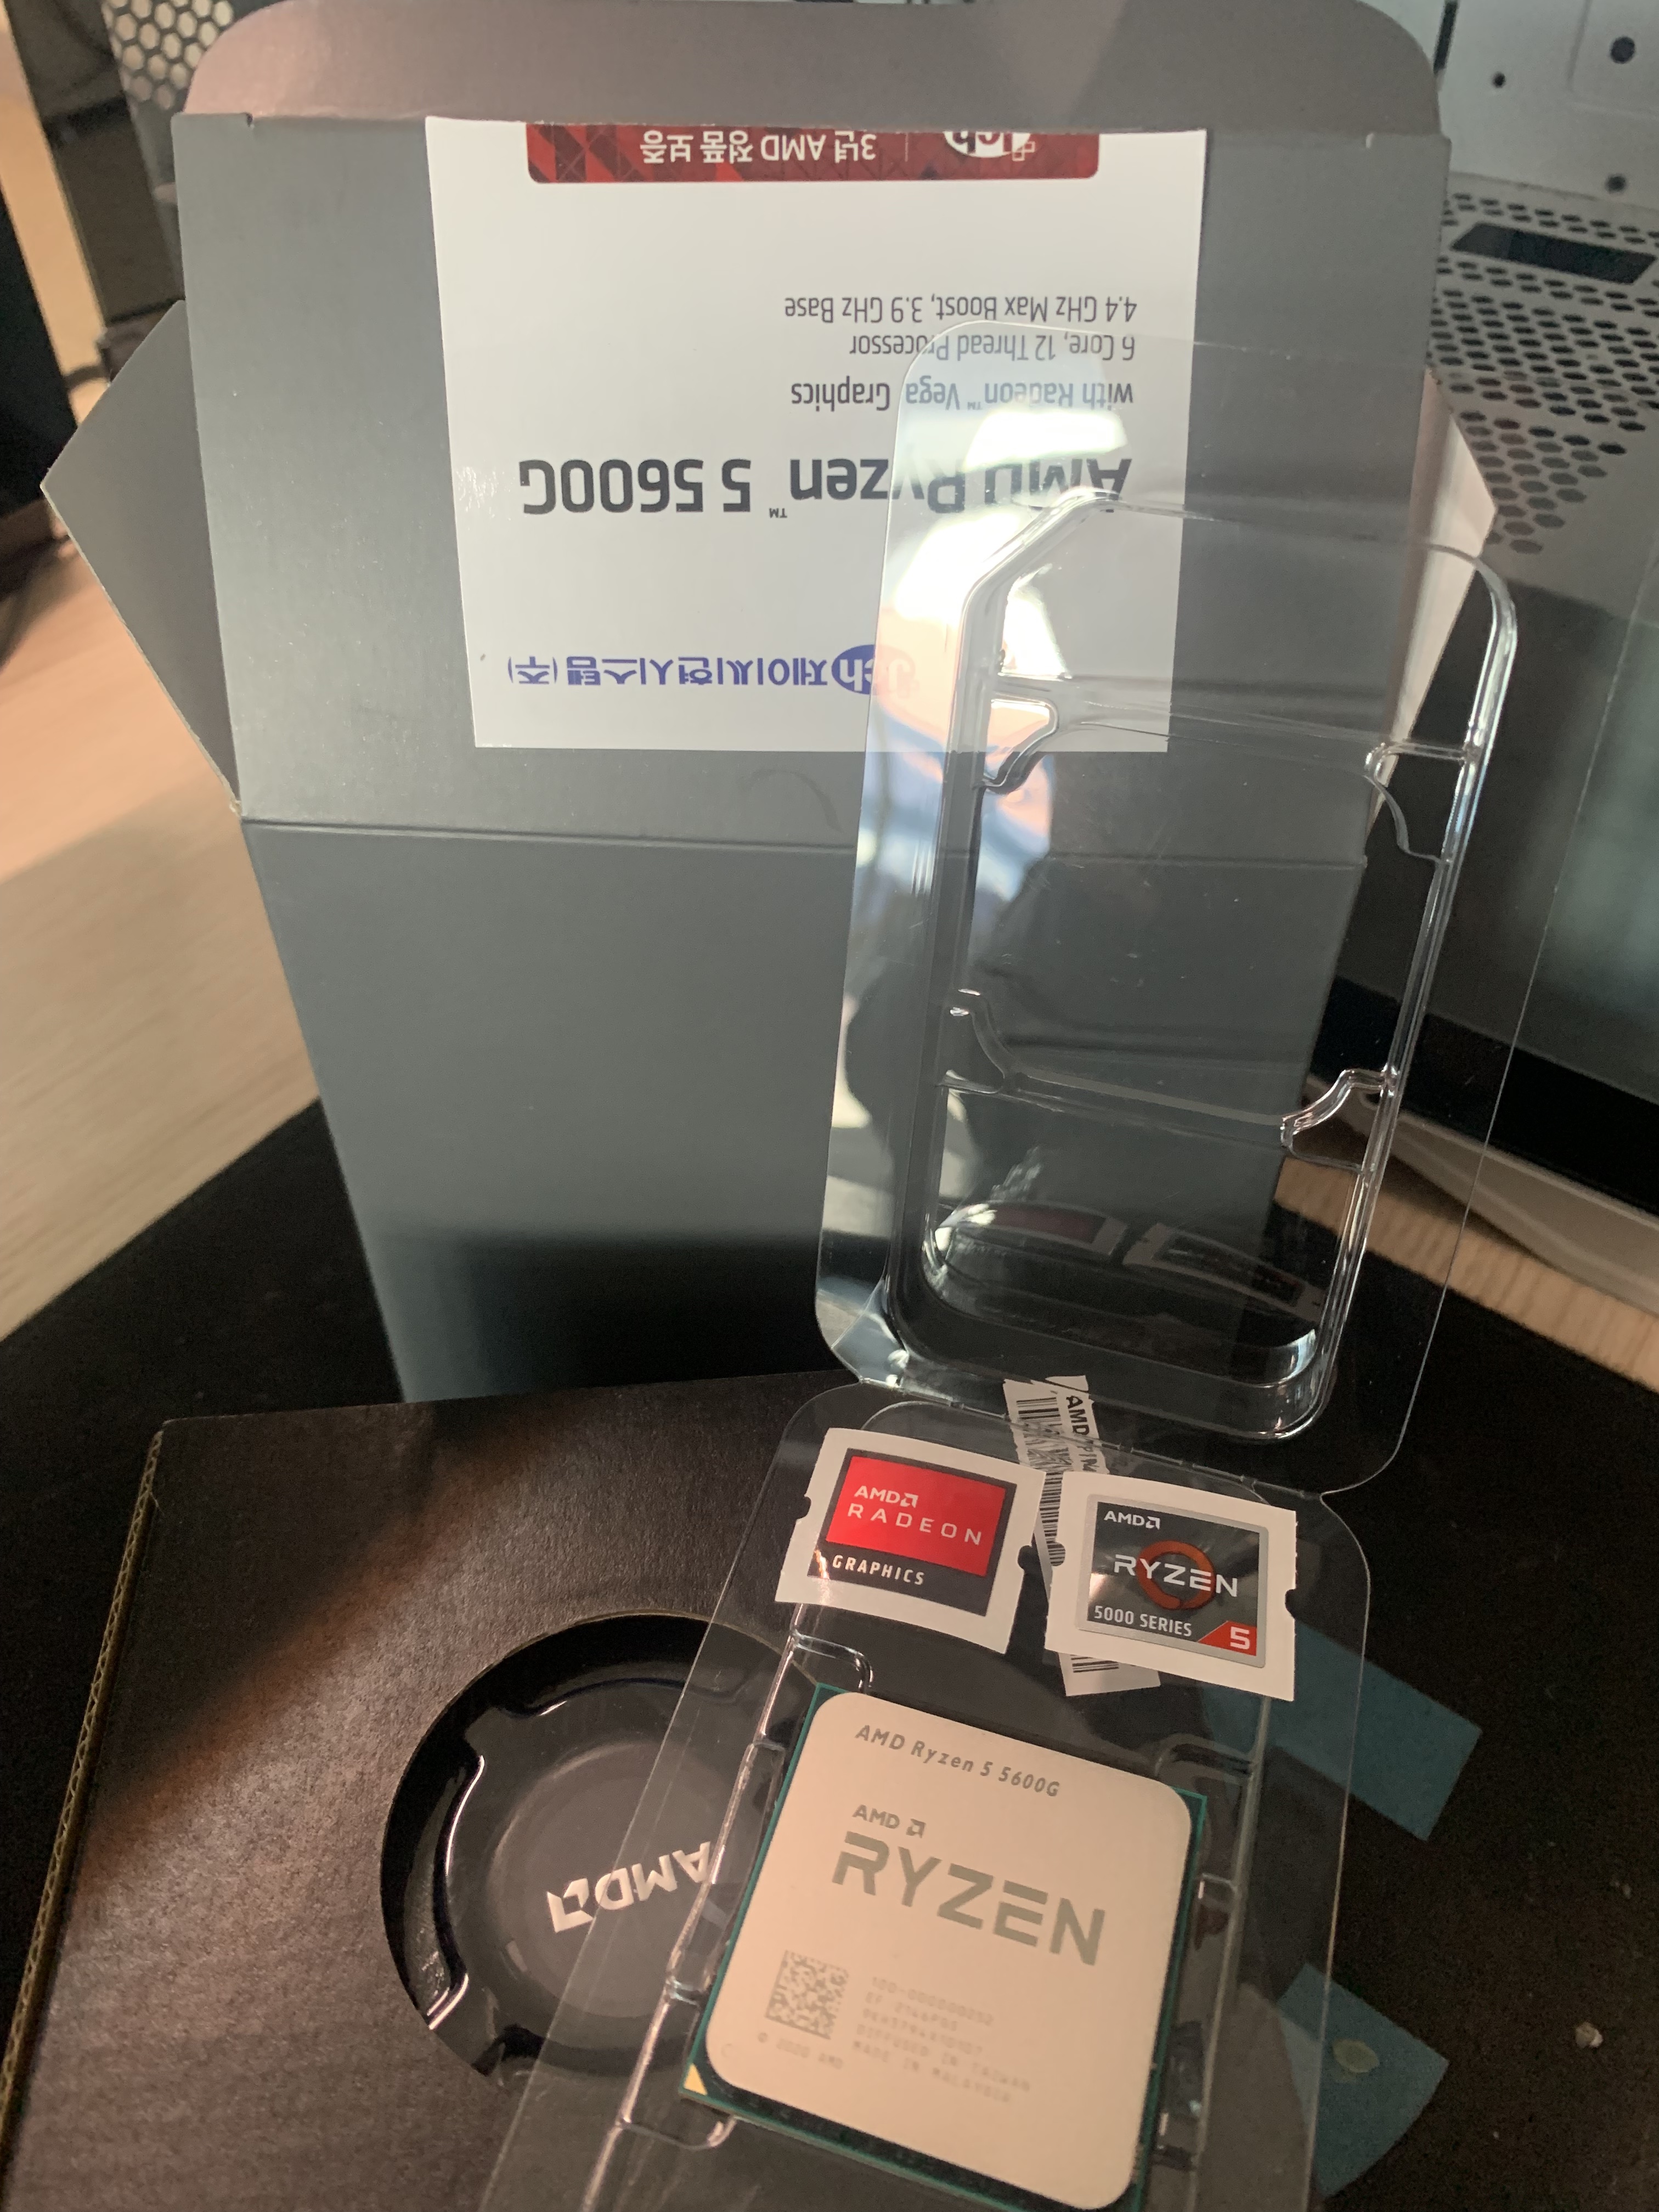 3년 AMD 정품 보증
4.4 GHz Max Boost, 3.9 GHz Base
6 Core, 12 Thread Processor
with Radeon™ Vega Graphics
AMD Ryzen™ 5 5600G
Jch 제이씨현시스템(주)
AMD
AMD
RADEON
GRAPHICS
AMD
RYZEN
5000 SERIES
5
AMD Ryzen 5 5600G
AMD
RYZEN
DIFFUSED IN TAIWAN
MADE IN MALAYSIA
© 2020 AMD
AMD